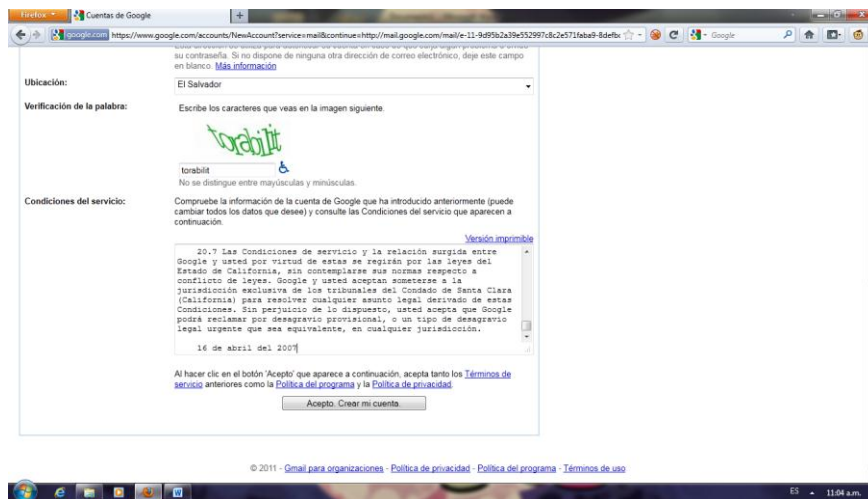 Firefox
Cuentas de Google
google.com
https://www.google.com/accounts/NewAccount?service=mail&continue=http://mail.google.com/mail/e-11-9d95b2a39e552997c8c2e571faba9-8defb
Google
su contraseña. Si no dispone de ninguna otra dirección de correo electrónico, deje este campo
en blanco. Más información
Ubicación:
El Salvador
Verificación de la palabra:
Escribe los caracteres que veas en la imagen siguiente.
torabilit
torabilit
No se distingue entre mayúsculas y minúsculas.
Condiciones del servicio:
Compruebe la información de la cuenta de Google que ha introducido anteriormente (puede
cambiar todos los datos que desee) y consulte las Condiciones del servicio que aparecen a
continuación.
Versión imprimible
20.7 Las Condiciones de servicio y la relación surgida entre
Google y usted por virtud de estas se regirán por las leyes del
Estado de California, sin contemplarse sus normas respecto a
conflicto de leyes. Google y usted aceptan someterse a la
jurisdicción exclusiva de los tribunales del Condado de Santa Clara
(California) para resolver cualquier asunto legal derivado de estas
Condiciones. Sin perjuicio de lo dispuesto, usted acepta que Google
podrá reclamar por desagravio provisional, o un tipo de desagravio
legal urgente que sea equivalente, en cualquier jurisdicción.
16 de abril del 2007
Al hacer clic en el botón 'Acepto' que aparece a continuación, acepta tanto los Términos de
servicio anteriores como la Política del programa y la Política de privacidad.
Acepto. Crear mi cuenta.
© 2011 - Gmail para organizaciones - Política de privacidad - Política del programa - Términos de uso
ES
11:04 a.m.